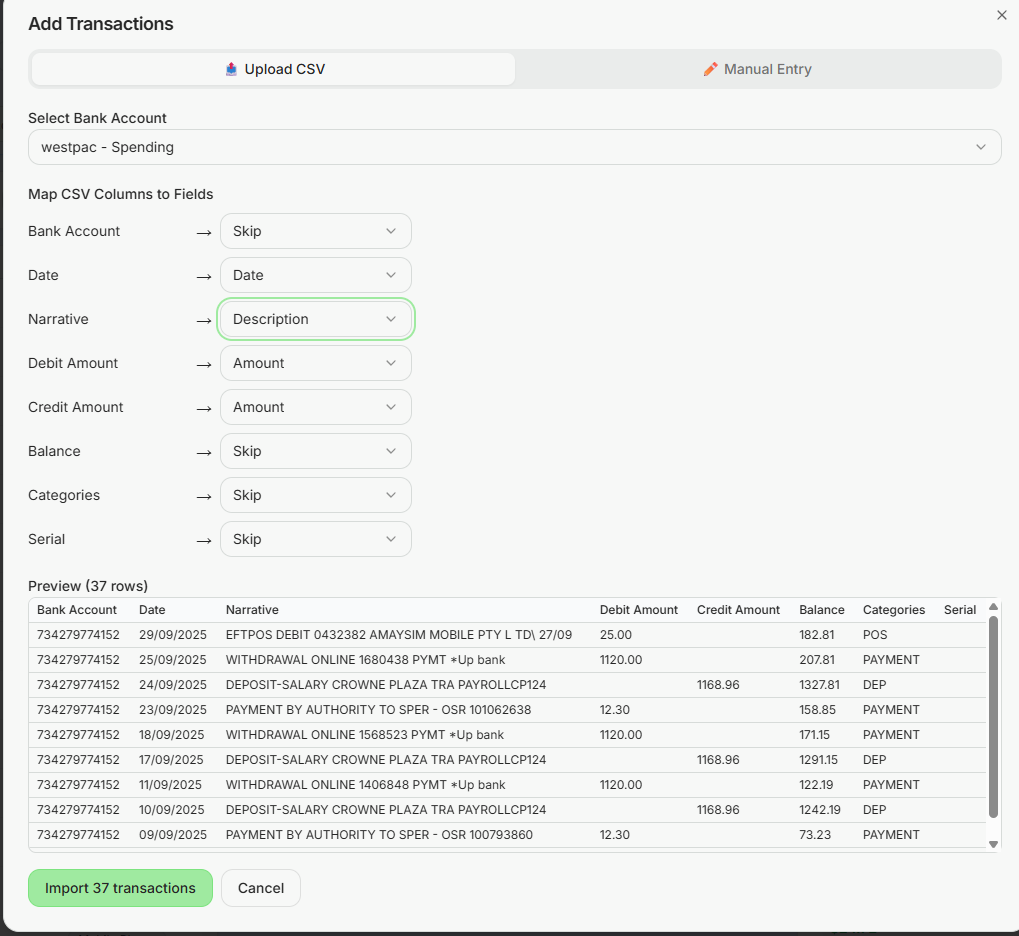 Add Transactions
Upload CSV
Manual Entry
Select Bank Account
westpac - Spending
Map CSV Columns to Fields
Bank Account → Skip
Date → Date
Narrative → Description
Debit Amount → Amount
Credit Amount → Amount
Balance → Skip
Categories → Skip
Serial → Skip
Preview (37 rows)
Bank Account Date Narrative Debit Amount Credit Amount Balance Categories Serial
734279774152 29/09/2025 EFTPOS DEBIT 0432382 AMAYSIM MOBILE PTY L TD\ 27/09 25.00 182.81 POS
734279774152 25/09/2025 WITHDRAWAL ONLINE 1680438 PYMT *Up bank 1120.00 207.81 PAYMENT
734279774152 24/09/2025 DEPOSIT-SALARY CROWNE PLAZA TRA PAYROLLCP124 1168.96 1327.81 DEP
734279774152 23/09/2025 PAYMENT BY AUTHORITY TO SPER - OSR 101062638 12.30 158.85 PAYMENT
734279774152 18/09/2025 WITHDRAWAL ONLINE 1568523 PYMT *Up bank 1120.00 171.15 PAYMENT
734279774152 17/09/2025 DEPOSIT-SALARY CROWNE PLAZA TRA PAYROLLCP124 1168.96 1291.15 DEP
734279774152 11/09/2025 WITHDRAWAL ONLINE 1406848 PYMT *Up bank 1120.00 122.19 PAYMENT
734279774152 10/09/2025 DEPOSIT-SALARY CROWNE PLAZA TRA PAYROLLCP124 1168.96 1242.19 DEP
734279774152 09/09/2025 PAYMENT BY AUTHORITY TO SPER - OSR 100793860 12.30 73.23 PAYMENT
Import 37 transactions
Cancel